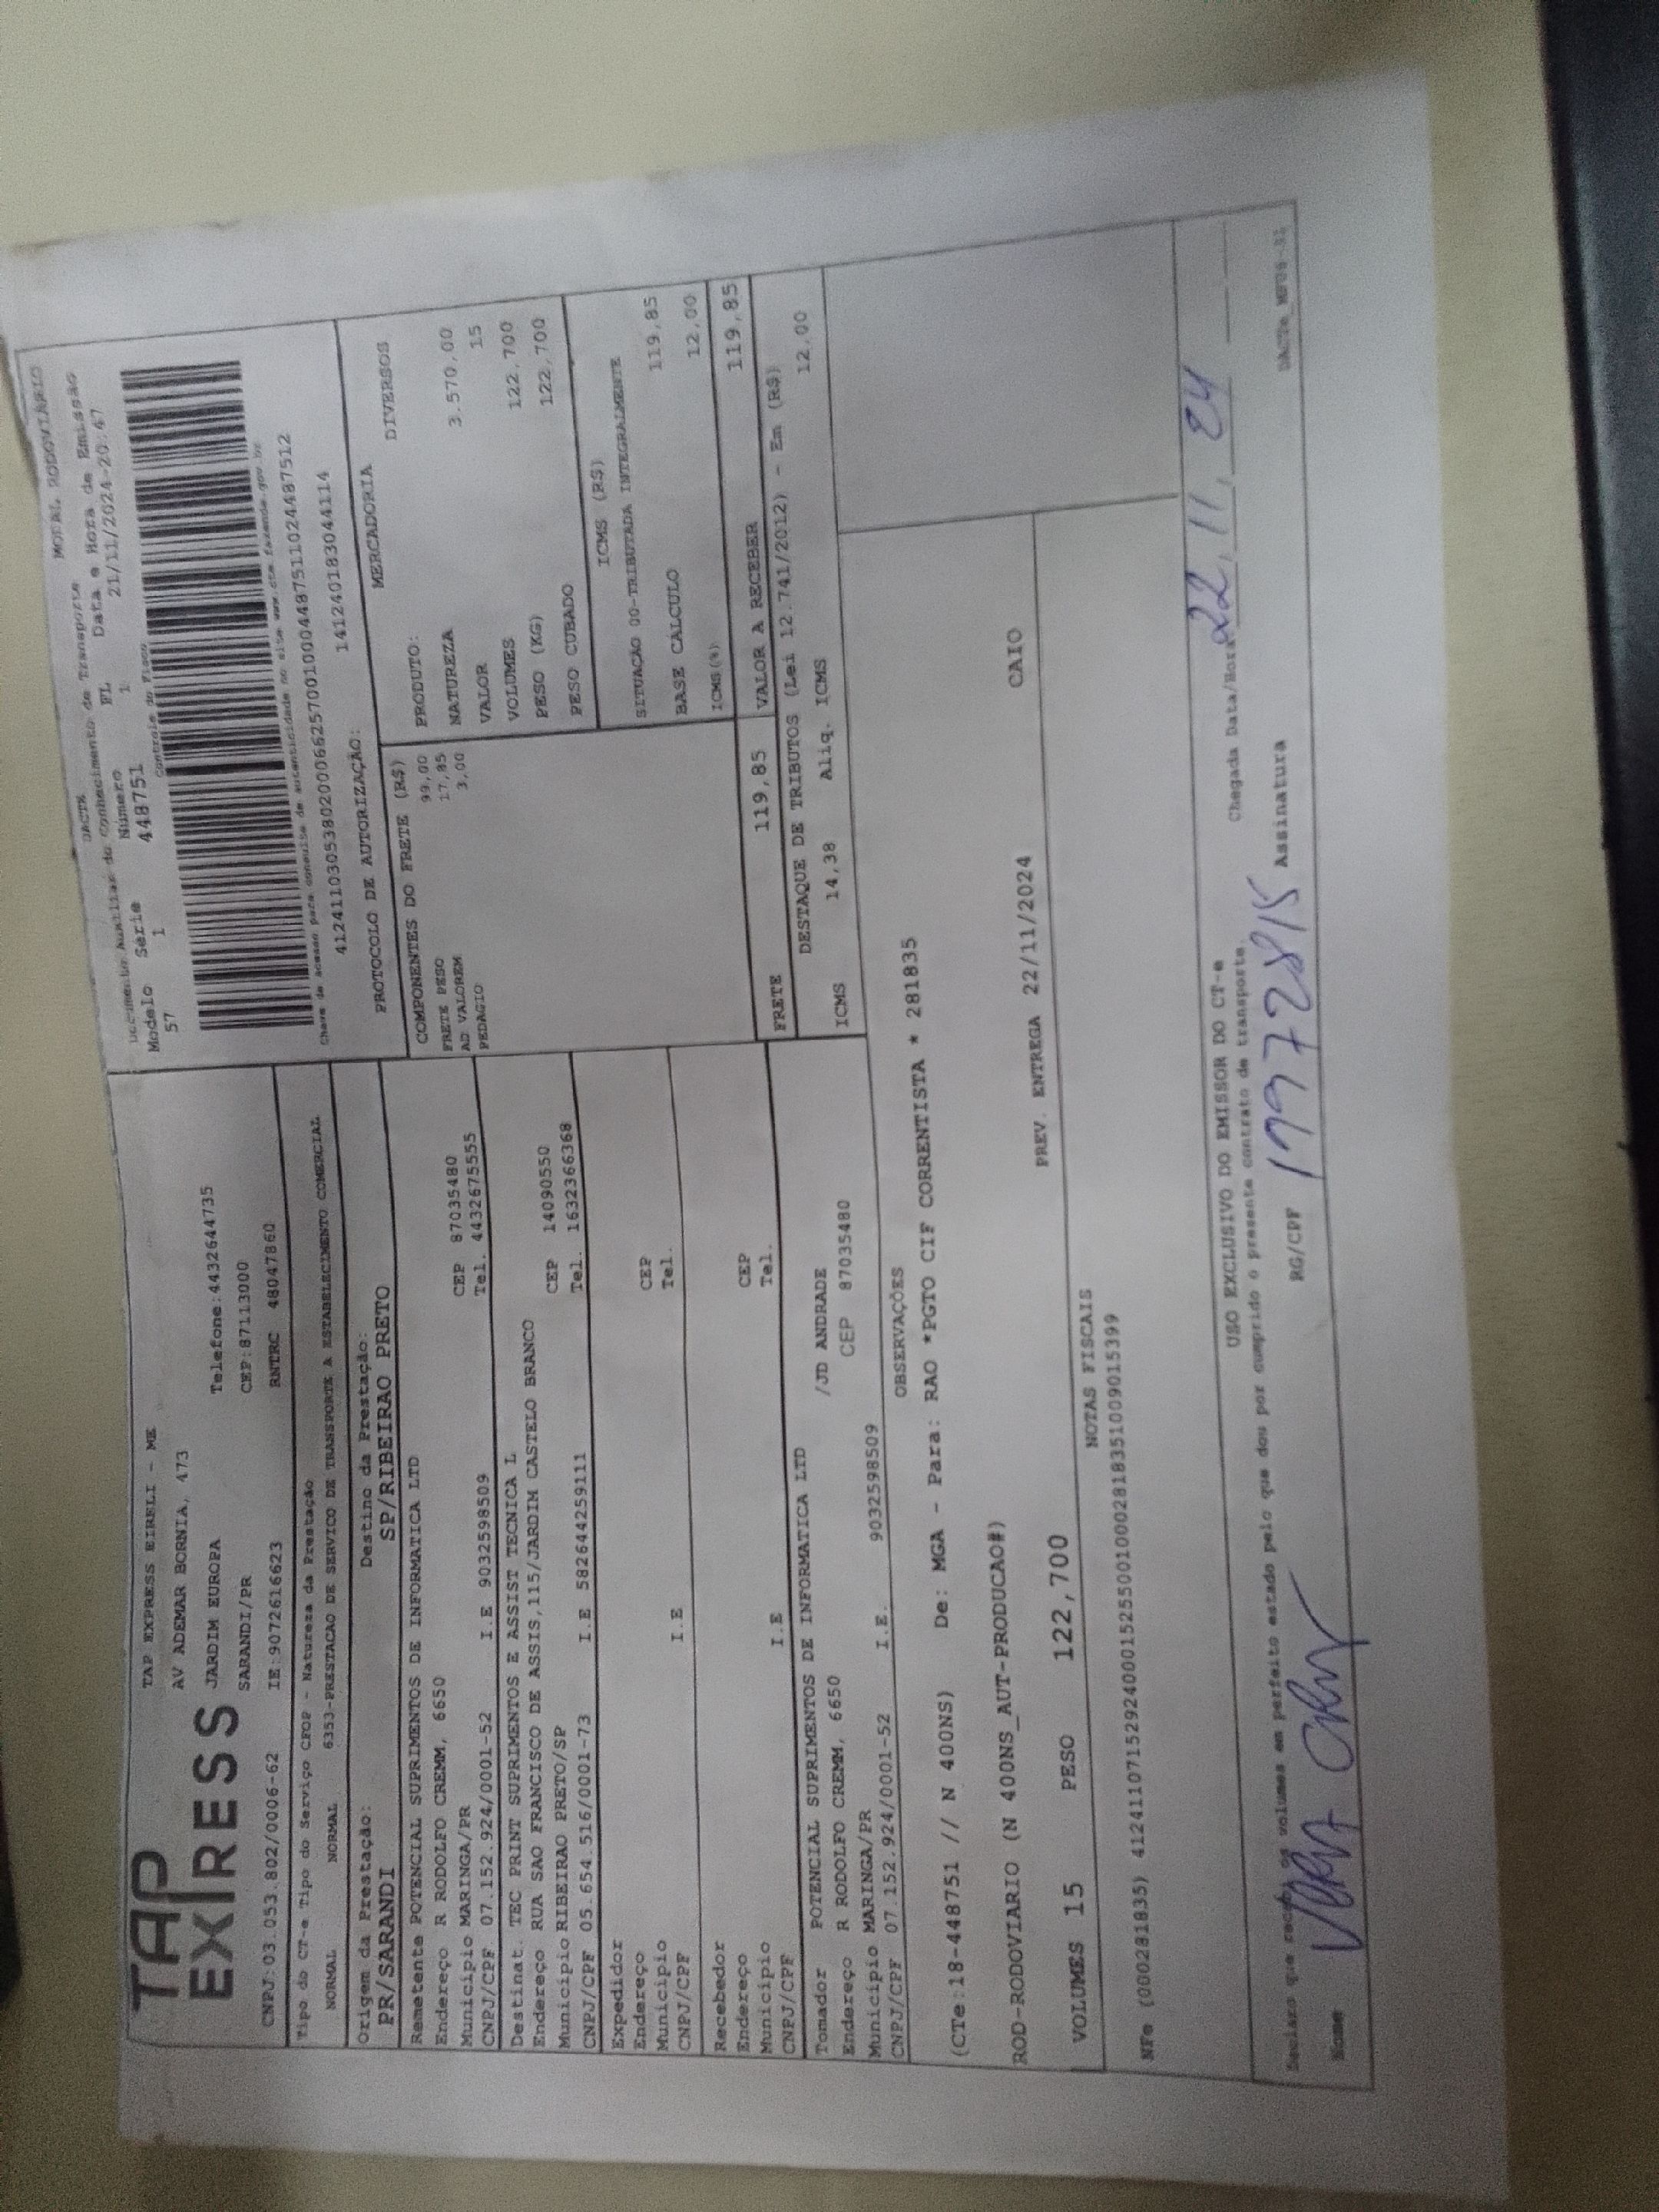 TAP
EXPRESS
TAP EXPRESS EIRELI - ME
AV ADEMAR BORNIA, 473
JARDIM EUROPA Telefone:4432644735
SARANDI/PR CEP:87113000
CNPJ:03.053.802/0006-62 IE:9072616623 RNTRC 48047860
DACTE MODAL RODOVIÁRIO
Documento Auxiliar do Conhecimento de Transporte
Modelo Série Número FL Data e Hora de Emissão
57 1 448751 1 21/11/2024-20:47
Controle do Fisco
Chave de acesso para consulta de autenticidade no site www.cte.fazenda.gov.br
41241103053802000662570010004487511024487512
PROTOCOLO DE AUTORIZAÇÃO: 141240183044114
Tipo do CT-e Tipo do Serviço CFOP - Natureza da Prestação
NORMAL NORMAL 6353-PRESTACAO DE SERVICO DE TRANSPORTE A ESTABELECIMENTO COMERCIAL
Origem da Prestação: Destino da Prestação:
PR/SARANDI SP/RIBEIRAO PRETO
Remetente POTENCIAL SUPRIMENTOS DE INFORMATICA LTD
Endereço R RODOLFO CREMM, 6650
Município MARINGA/PR CEP 87035480
CNPJ/CPF 07.152.924/0001-52 I.E 9032598509 Tel. 4432675555
Destinat. TEC PRINT SUPRIMENTOS E ASSIST TECNICA L
Endereço RUA SAO FRANCISCO DE ASSIS,115/JARDIM CASTELO BRANCO
Município RIBEIRAO PRETO/SP CEP 14090550
CNPJ/CPF 05.654.516/0001-73 I.E 582644259111 Tel. 1632366368
Expedidor
Endereço
Município CEP
CNPJ/CPF I.E Tel.
Recebedor
Endereço
Município CEP
CNPJ/CPF I.E Tel.
Tomador POTENCIAL SUPRIMENTOS DE INFORMATICA LTD
Endereço R RODOLFO CREMM, 6650 /JD ANDRADE
Município MARINGA/PR CEP 87035480
CNPJ/CPF 07.152.924/0001-52 I.E. 9032598509
COMPONENTES DO FRETE (R$)
FRETE PESO 99,00
AD VALOREM 17,85
PEDAGIO 3,00
MERCADORIA
PRODUTO: DIVERSOS
NATUREZA
VALOR 3.570,00
VOLUMES 15
PESO (KG) 122,700
PESO CUBADO 122,700
ICMS (R$)
SITUAÇÃO 00-TRIBUTADA INTEGRALMENTE
BASE CÁLCULO 119,85
ICMS(%) 12,00
FRETE 119,85 VALOR A RECEBER 119,85
DESTAQUE DE TRIBUTOS (Lei 12.741/2012) - Em (R$)
ICMS 14,38 Aliq. ICMS 12,00
OBSERVAÇÕES
(CTe:18-448751 // N 400NS) De: MGA - Para: RAO *PGTO CIF CORRENTISTA * 281835
ROD-RODOVIARIO (N 400NS_AUT-PRODUCAO#)
PREV. ENTREGA 22/11/2024 CAIO
VOLUMES 15 PESO 122,700
NOTAS FISCAIS
NFe (000281835) 41241107152924000152550010002818351009015399
USO EXCLUSIVO DO EMISSOR DO CT-e
Declaro que recebi os volumes em perfeito estado pelo que dou por cumprido o presente contrato de transporte.
Chegada Data/Hora 22/11/24
Nome RG/CPF 19972815 Assinatura